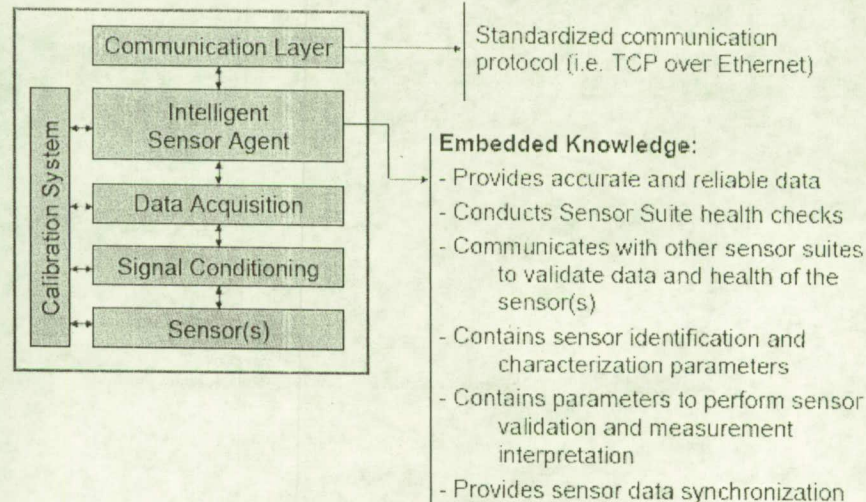 Communication Layer
Intelligent
Sensor Agent
Data Acquisition
Signal Conditioning
Sensor(s)
Calibration System
Standardized communication
protocol (i.e. TCP over Ethernet)
Embedded Knowledge:
- Provides accurate and reliable data
- Conducts Sensor Suite health checks
- Communicates with other sensor suites
to validate data and health of the
sensor(s)
- Contains sensor identification and
characterization parameters
- Contains parameters to perform sensor
validation and measurement
interpretation
- Provides sensor data synchronization